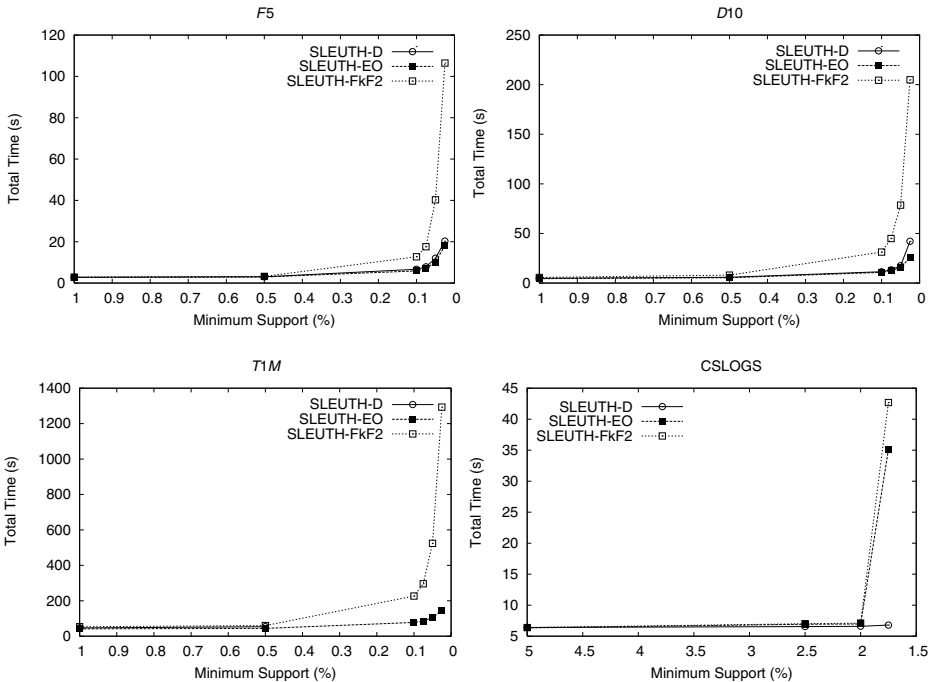 F5
120
100
80
60
40
20
0
Total Time (s)
SLEUTH-D
SLEUTH-EO
SLEUTH-FkF2
1 0.9 0.8 0.7 0.6 0.5 0.4 0.3 0.2 0.1 0
Minimum Support (%)
D10
250
200
150
100
50
0
Total Time (s)
SLEUTH-D
SLEUTH-EO
SLEUTH-FkF2
1 0.9 0.8 0.7 0.6 0.5 0.4 0.3 0.2 0.1 0
Minimum Support (%)
T1M
1400
1200
1000
800
600
400
200
0
Total Time (s)
SLEUTH-D
SLEUTH-EO
SLEUTH-FkF2
1 0.9 0.8 0.7 0.6 0.5 0.4 0.3 0.2 0.1 0
Minimum Support (%)
CSLOGS
45
40
35
30
25
20
15
10
5
Total Time (s)
SLEUTH-D
SLEUTH-EO
SLEUTH-FkF2
5 4.5 4 3.5 3 2.5 2 1.5
Minimum Support (%)